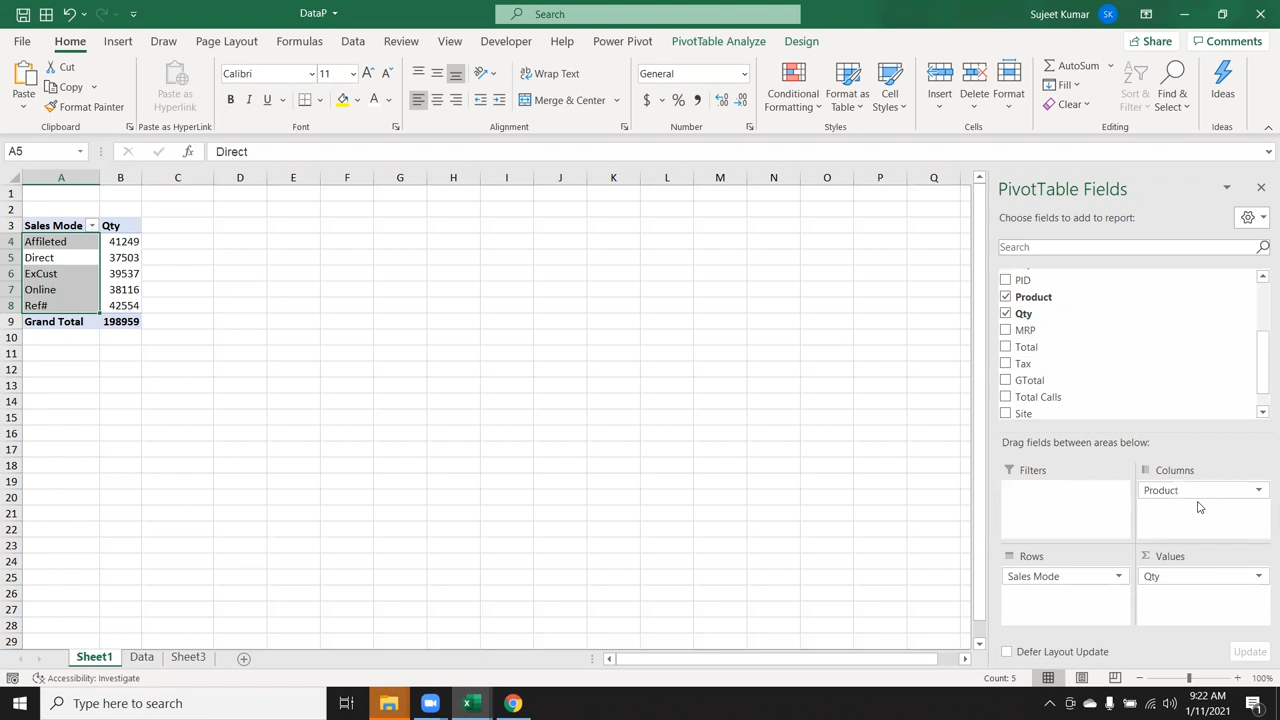 DataP
Search
Sujeet Kumar
SK
File
Home
Insert
Draw
Page Layout
Formulas
Data
Review
View
Developer
Help
Power Pivot
PivotTable Analyze
Design
Share
Comments
Paste
Cut
Copy
Format Painter
Clipboard
Paste as
Hyperlink
Paste as HyperLink
Calibri
11
B I U
Font
Wrap Text
Merge & Center
Alignment
General
$ % 
Number
Conditional
Formatting
Format as
Table
Cell
Styles
Styles
Insert
Delete
Format
Cells
AutoSum
Fill
Clear
Sort &
Filter
Find &
Select
Editing
Ideas
Ideas
A5
fx
Direct
A B C D E F G H I J K L M N O P Q
1
2
3 Sales Mode Qty
4 Affileted 41249
5 Direct 37503
6 ExCust 39537
7 Online 38116
8 Ref# 42554
9 Grand Total 198959
10
11
12
13
14
15
16
17
18
19
20
21
22
23
24
25
26
27
28
29
PivotTable Fields
Choose fields to add to report:
Search
PID
Product
Qty
MRP
Total
Tax
GTotal
Total Calls
Site
Drag fields between areas below:
Filters
Columns
Product
Rows
Sales Mode
Σ Values
Qty
Defer Layout Update
Update
Sheet1
Data
Sheet3
Accessibility: Investigate
Count: 5
100%
Type here to search
9:22 AM
1/11/2021